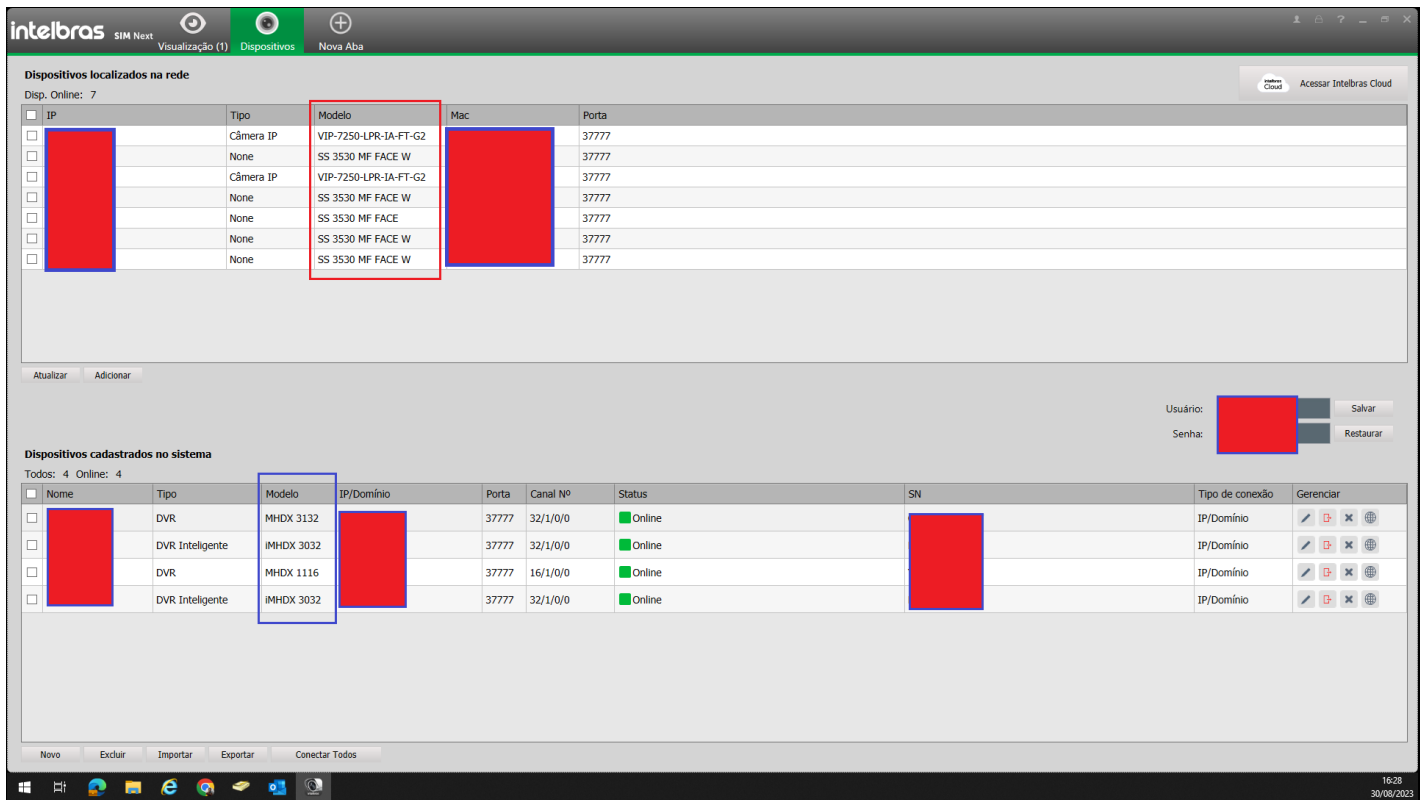 intelbras SIM Next
Visualização (1) Dispositivos Nova Aba
Dispositivos localizados na rede
Disp. Online: 7
Acessar Intelbras Cloud
IP Tipo Modelo Mac Porta
Câmera IP VIP-7250-LPR-IA-FT-G2 37777
None SS 3530 MF FACE W 37777
Câmera IP VIP-7250-LPR-IA-FT-G2 37777
None SS 3530 MF FACE W 37777
None SS 3530 MF FACE 37777
None SS 3530 MF FACE W 37777
None SS 3530 MF FACE W 37777
Atualizar Adicionar
Usuário: Salvar
Senha: Restaurar
Dispositivos cadastrados no sistema
Todos: 4 Online: 4
Nome Tipo Modelo IP/Domínio Porta Canal Nº Status SN Tipo de conexão Gerenciar
DVR MHDX 3132 37777 32/1/0/0 Online IP/Domínio
DVR Inteligente iMHDX 3032 37777 32/1/0/0 Online IP/Domínio
DVR MHDX 1116 37777 16/1/0/0 Online IP/Domínio
DVR Inteligente iMHDX 3032 37777 32/1/0/0 Online IP/Domínio
Novo Excluir Importar Exportar Conectar Todos
16:28
30/08/2023